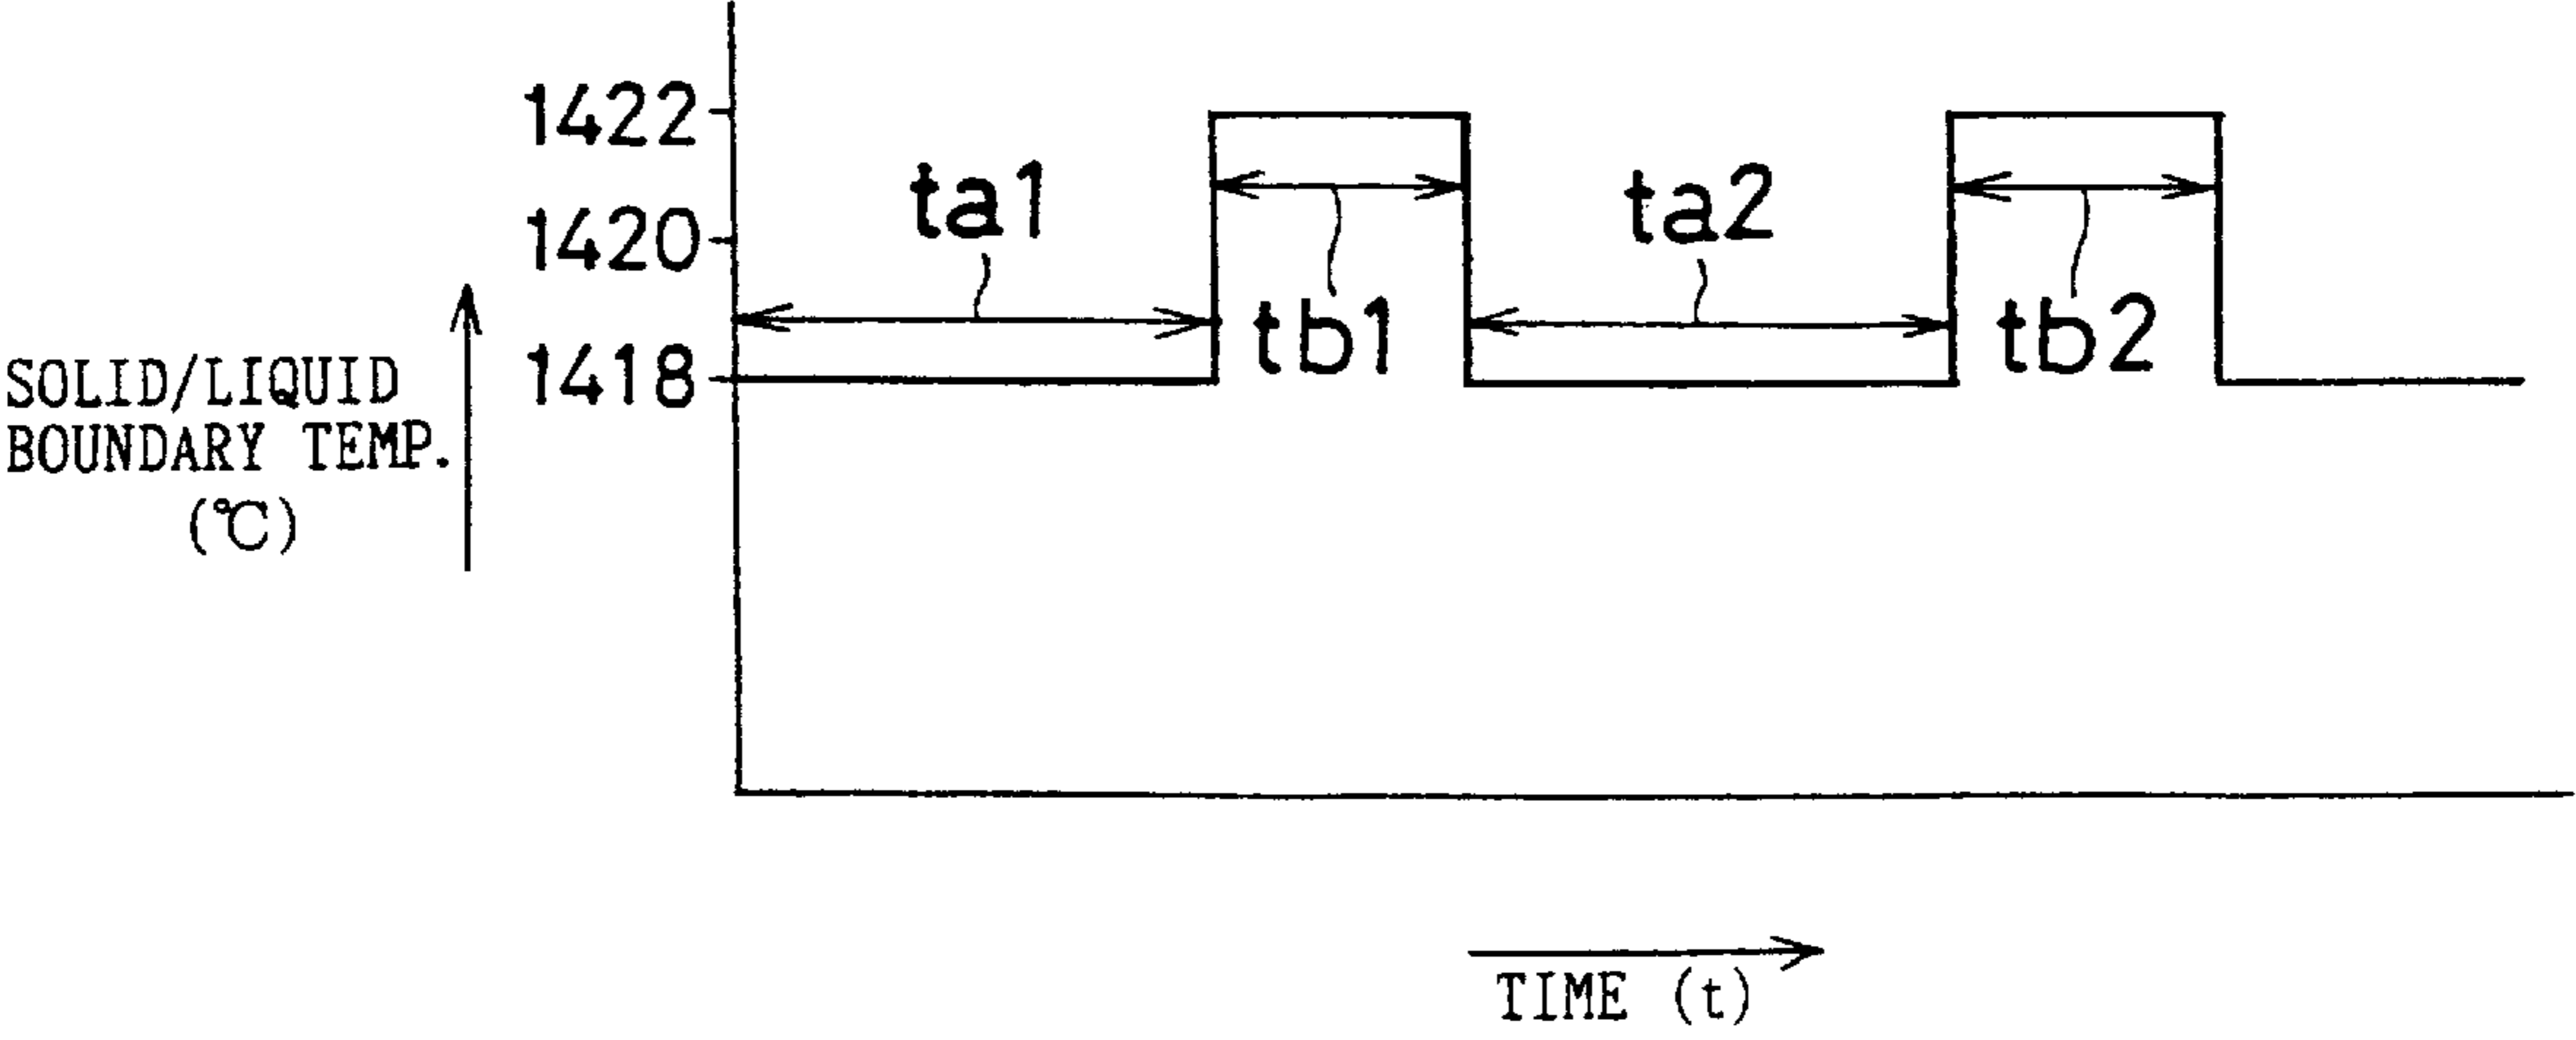 1422
1420
1418
SOLID/LIQUID
BOUNDARY TEMP.
(℃)
ta1
tb1
ta2
tb2
TIME (t)